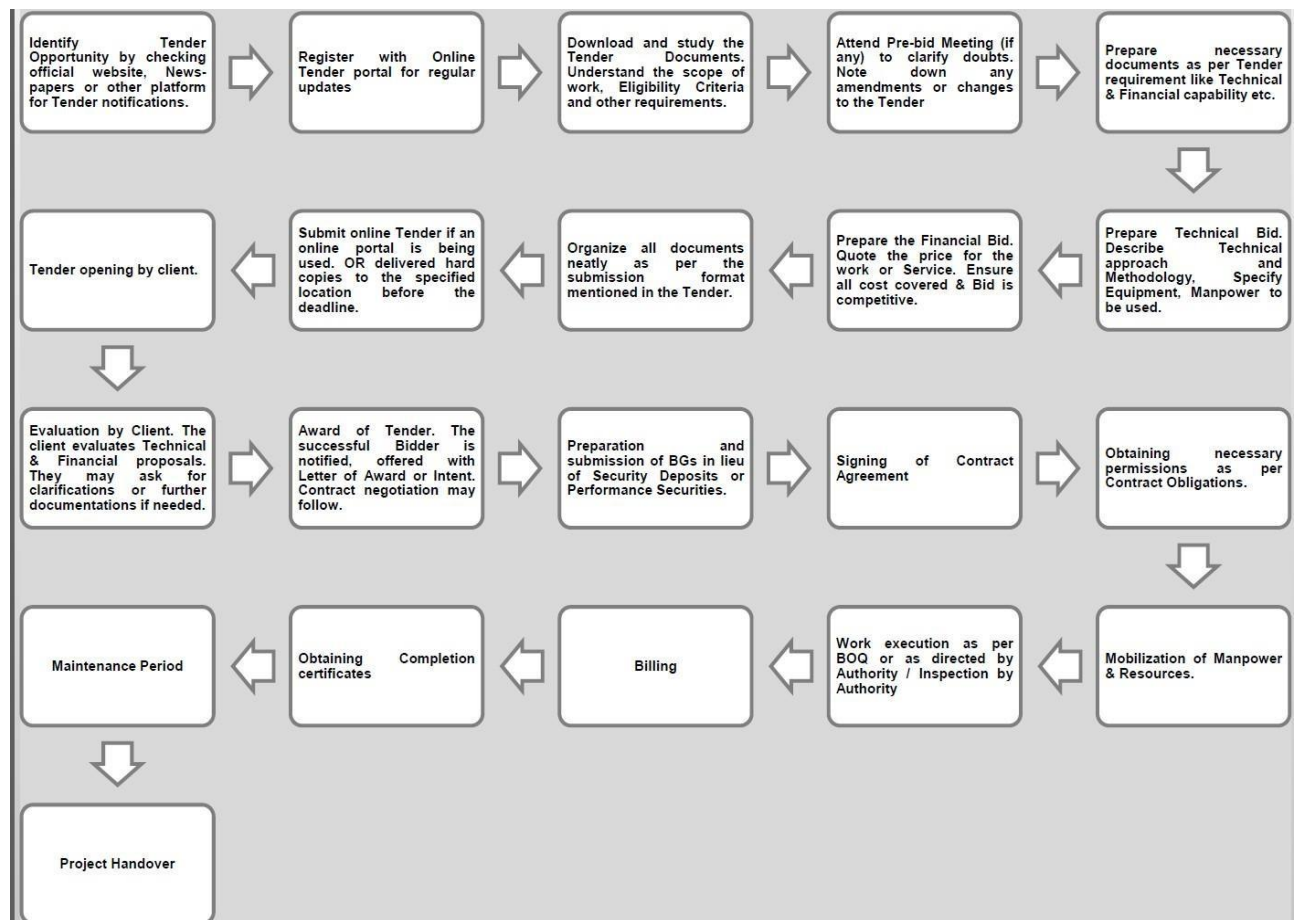 Identify Tender
Opportunity by checking
official website, News-
papers or other platform
for Tender notifications.
Register with Online
Tender portal for regular
updates
Download and study the
Tender Documents.
Understand the scope of
work, Eligibility Criteria
and other requirements.
Attend Pre-bid Meeting (if
any) to clarify doubts.
Note down any
amendments or changes
to the Tender
Prepare necessary
documents as per Tender
requirement like Technical
& Financial capability etc.
Prepare Technical Bid.
Describe Technical
approach and
Methodology, Specify
Equipment, Manpower to
be used.
Prepare the Financial Bid.
Quote the price for the
work or Service. Ensure
all cost covered & Bid is
competitive.
Organize all documents
neatly as per the
submission format
mentioned in the Tender.
Submit online Tender if an
online portal is being
used. OR delivered hard
copies to the specified
location before the
deadline.
Tender opening by client.
Evaluation by Client. The
client evaluates Technical
& Financial proposals.
They may ask for
clarifications or further
documentations if needed.
Award of Tender. The
successful Bidder is
notified, offered with
Letter of Award or Intent.
Contract negotiation may
follow.
Preparation and
submission of BGs in lieu
of Security Deposits or
Performance Securities.
Signing of Contract
Agreement
Obtaining necessary
permissions as per
Contract Obligations.
Mobilization of Manpower
& Resources.
Work execution as per
BOQ or as directed by
Authority / Inspection by
Authority
Billing
Obtaining Completion
certificates
Maintenance Period
Project Handover